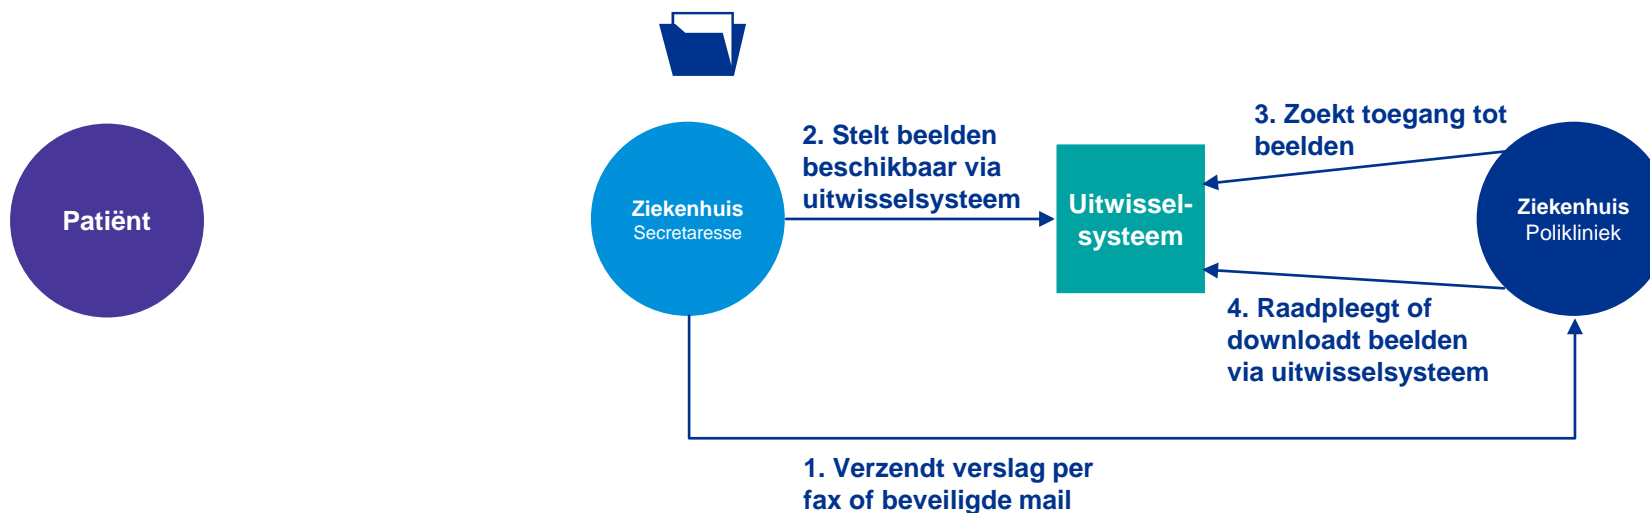 Patiënt
Ziekenhuis
Secretaresse
2. Stelt beelden
beschikbaar via
uitwisselsysteem
Uitwissel-
systeem
3. Zoekt toegang tot
beelden
Ziekenhuis
Polikliniek
4. Raadpleegt of
downloadt beelden
via uitwisselsysteem
1. Verzendt verslag per
fax of beveiligde mail